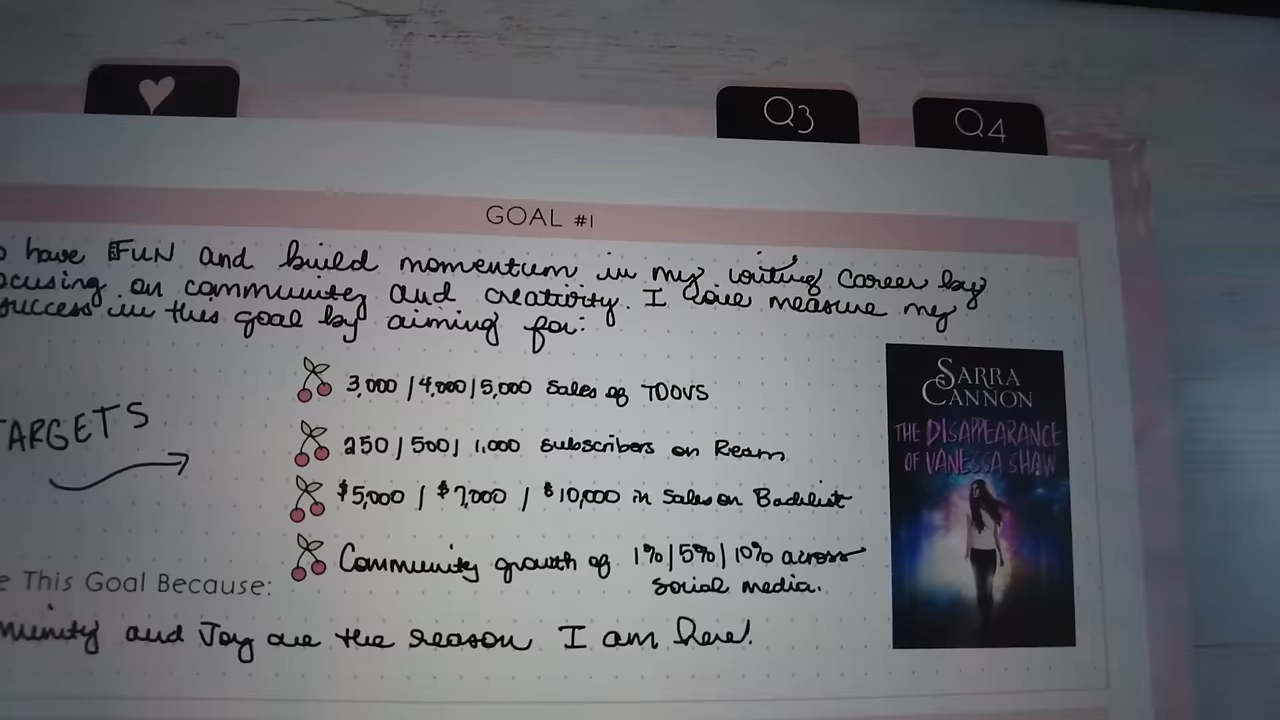 Q3
Q4
GOAL #1
o have FUN and build momentum in my writing career by
ocusing on community and creativity. I will measure my
success in this goal by aiming for:
3,000 / 4,000 / 5,000 Sales of TDOVS
TARGETS
250 / 500 / 1,000 subscribers on Ream
$5,000 / $7,000 / $10,000 in Sales on Backlist
Community growth of 1% / 5% / 10% across
social media.
e This Goal Because:
munity and Joy are the reason I am here!
SARRA
CANNON
THE DISAPPEARANCE
OF VANESSA SHAW